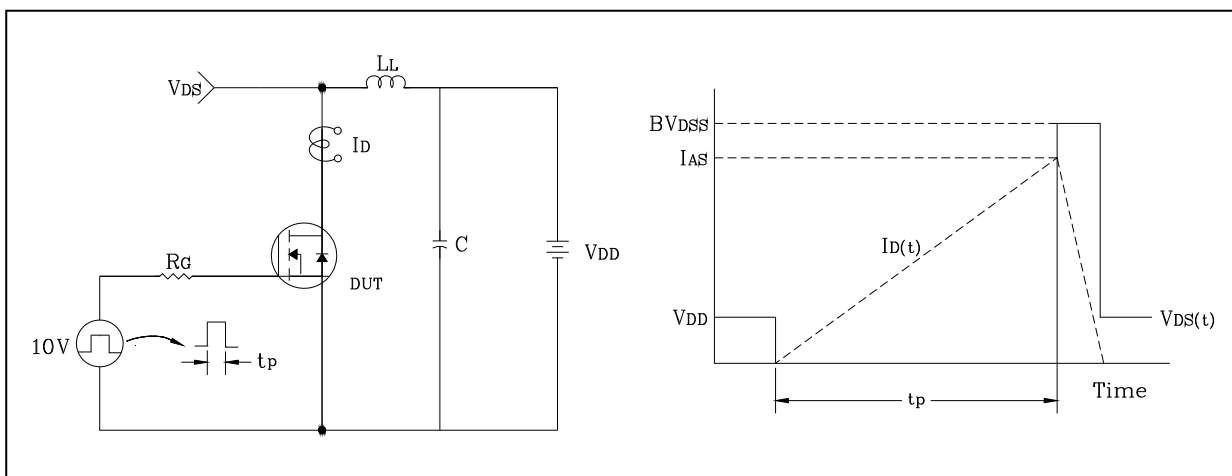 LL
VDS
ID
C
VDD
RG
DUT
10V
tp
BVDSS
IAS
ID(t)
VDD
VDS(t)
Time
tp